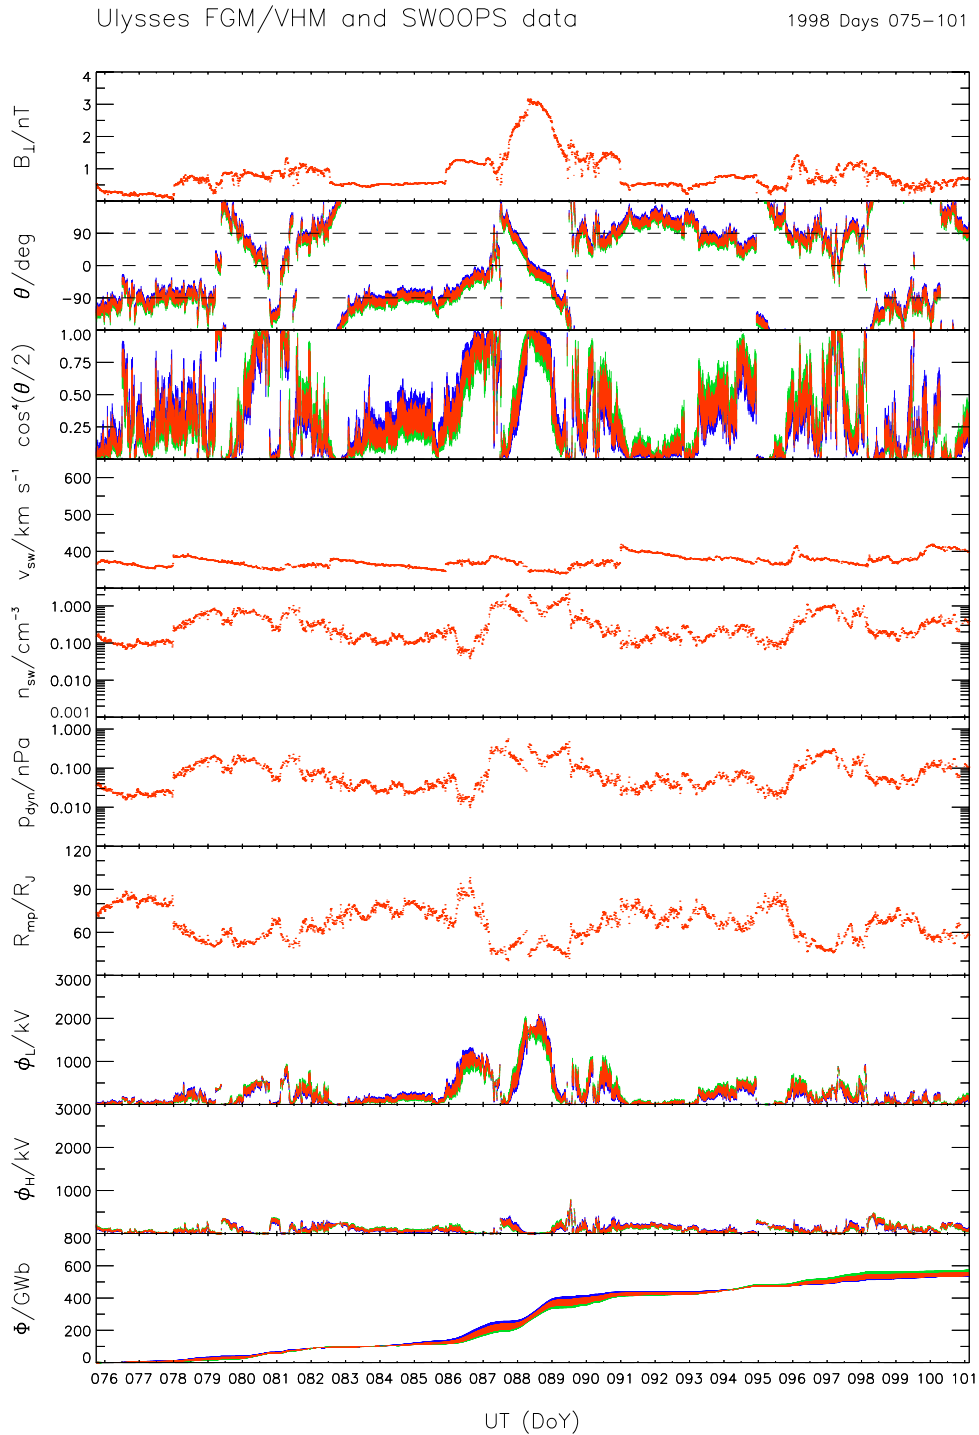 Ulysses FGM/VHM and SWOOPS data
1998 Days 075–101
B⊥/nT
4
3
2
1
θ/deg
90
0
−90
cos⁴(θ/2)
1.00
0.75
0.50
0.25
v_sw/km s⁻¹
600
500
400
n_sw/cm⁻³
1.000
0.100
0.010
0.001
p_dyn/nPa
1.000
0.100
0.010
R_mp/R_J
120
90
60
ϕ_L/kV
3000
2000
1000
ϕ_H/kV
3000
2000
1000
Φ/GWb
800
600
400
200
0
076 077 078 079 080 081 082 083 084 085 086 087 088 089 090 091 092 093 094 095 096 097 098 099 100 101
UT (DoY)